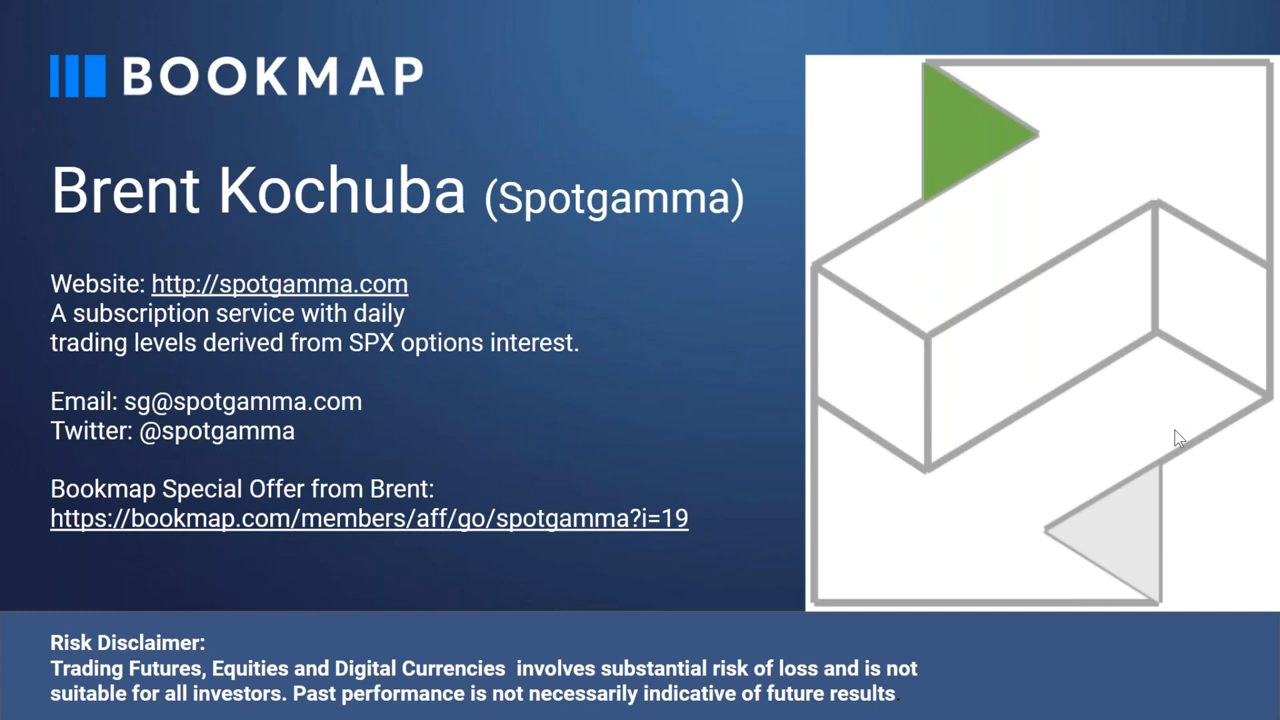 BOOKMAP
Brent Kochuba (Spotgamma)
Website: http://spotgamma.com
A subscription service with daily
trading levels derived from SPX options interest.
Email: sg@spotgamma.com
Twitter: @spotgamma
Bookmap Special Offer from Brent:
https://bookmap.com/members/aff/go/spotgamma?i=19
Risk Disclaimer:
Trading Futures, Equities and Digital Currencies  involves substantial risk of loss and is not
suitable for all investors. Past performance is not necessarily indicative of future results.